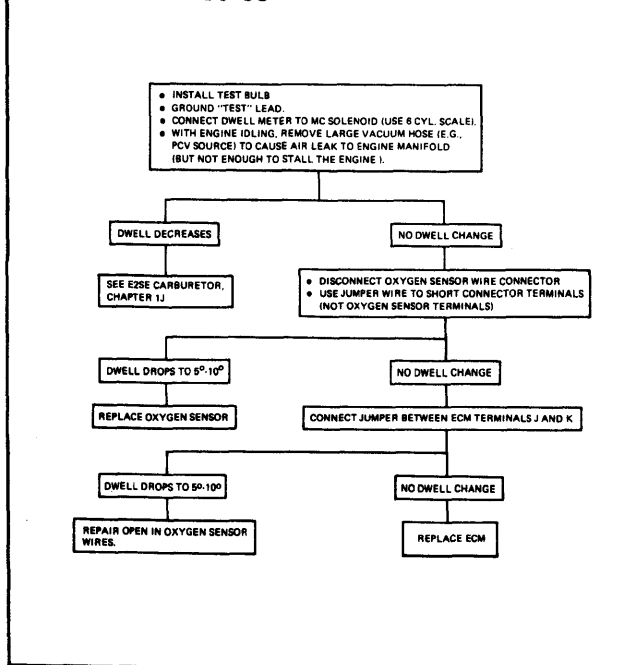 • INSTALL TEST BULB
• GROUND "TEST" LEAD.
• CONNECT DWELL METER TO MC SOLENOID (USE 6 CYL. SCALE).
• WITH ENGINE IDLING, REMOVE LARGE VACUUM HOSE (E.G.,
PCV SOURCE) TO CAUSE AIR LEAK TO ENGINE MANIFOLD
(BUT NOT ENOUGH TO STALL THE ENGINE ).
DWELL DECREASES
NO DWELL CHANGE
SEE E2SE CARBURETOR,
CHAPTER 1J
• DISCONNECT OXYGEN SENSOR WIRE CONNECTOR
• USE JUMPER WIRE TO SHORT CONNECTOR TERMINALS
(NOT OXYGEN SENSOR TERMINALS)
DWELL DROPS TO 5°-10°
NO DWELL CHANGE
REPLACE OXYGEN SENSOR
CONNECT JUMPER BETWEEN ECM TERMINALS J AND K
DWELL DROPS TO 5°-10°
NO DWELL CHANGE
REPAIR OPEN IN OXYGEN SENSOR
WIRES.
REPLACE ECM